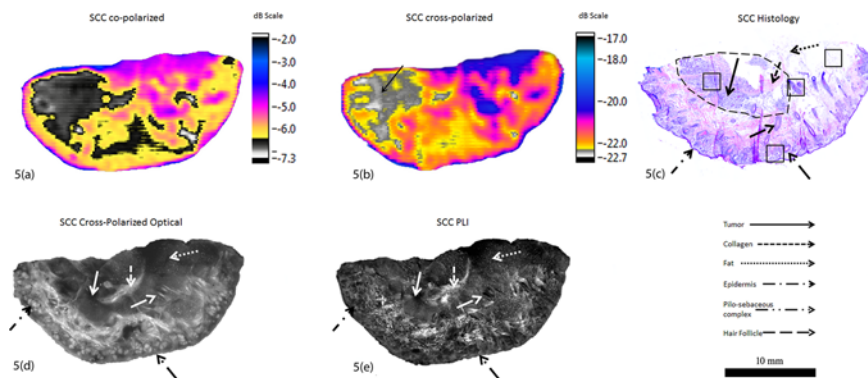 SCC co-polarized
dB Scale
-2.0
-3.0
-4.0
-5.0
-6.0
-7.3
5(a)
SCC cross-polarized
dB Scale
-17.0
-18.0
-20.0
-22.0
-22.7
5(b)
SCC Histology
5(c)
SCC Cross-Polarized Optical
5(d)
SCC PLI
5(e)
Tumor
Collagen
Fat
Epidermis
Pilo-sebaceous
complex
Hair Follicle
10 mm